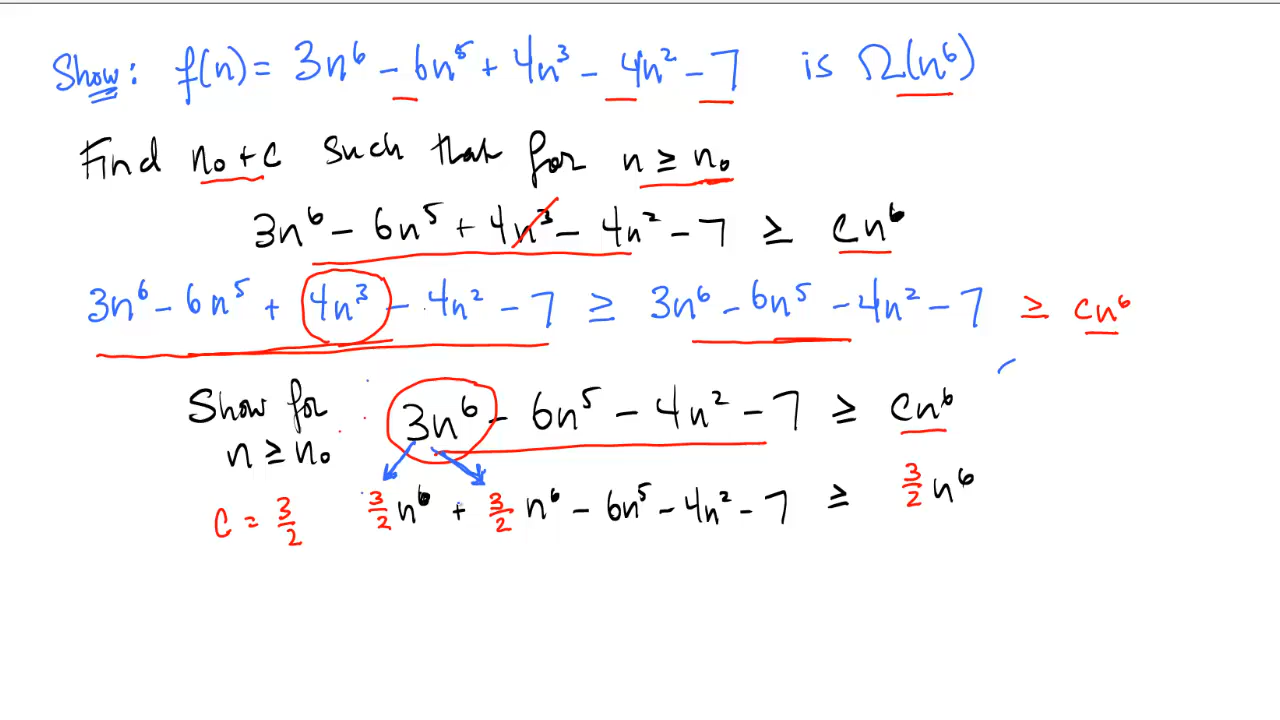 Show: f(n) = 3n⁶ - 6n⁵ + 4n³ - 4n² - 7 is Ω(n⁶)
Find n₀ + c such that for n ≥ n₀
3n⁶ - 6n⁵ + 4n³ - 4n² - 7 ≥ cn⁶
3n⁶ - 6n⁵ + 4n³ - 4n² - 7 ≥ 3n⁶ - 6n⁵ - 4n² - 7 ≥ cn⁶
Show for 3n⁶ - 6n⁵ - 4n² - 7 ≥ cn⁶
n ≥ n₀
c = 3/2 3/2 n⁶ + 3/2 n⁶ - 6n⁵ - 4n² - 7 ≥ 3/2 n⁶